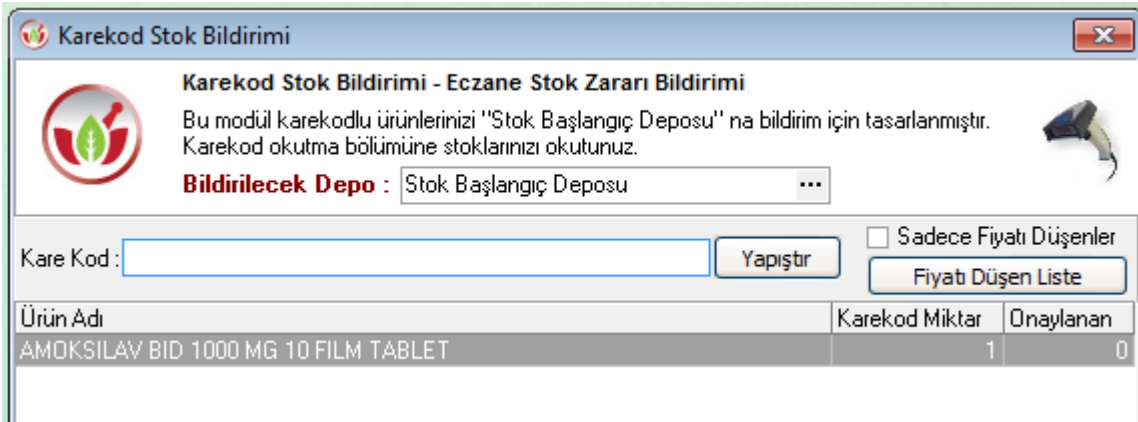 Karekod Stok Bildirimi
Karekod Stok Bildirimi - Eczane Stok Zararı Bildirimi
Bu modül karekodlu ürünlerinizi "Stok Başlangıç Deposu" na bildirim için tasarlanmıştır.
Karekod okutma bölümüne stoklarınızı okutunuz.
Bildirilecek Depo : Stok Başlangıç Deposu ...
Sadece Fiyatı Düşenler
Kare Kod : Yapıştır
Fiyatı Düşen Liste
Ürün Adı Karekod Miktar Onaylanan
AMOKSILAV BID 1000 MG 10 FILM TABLET 1 0